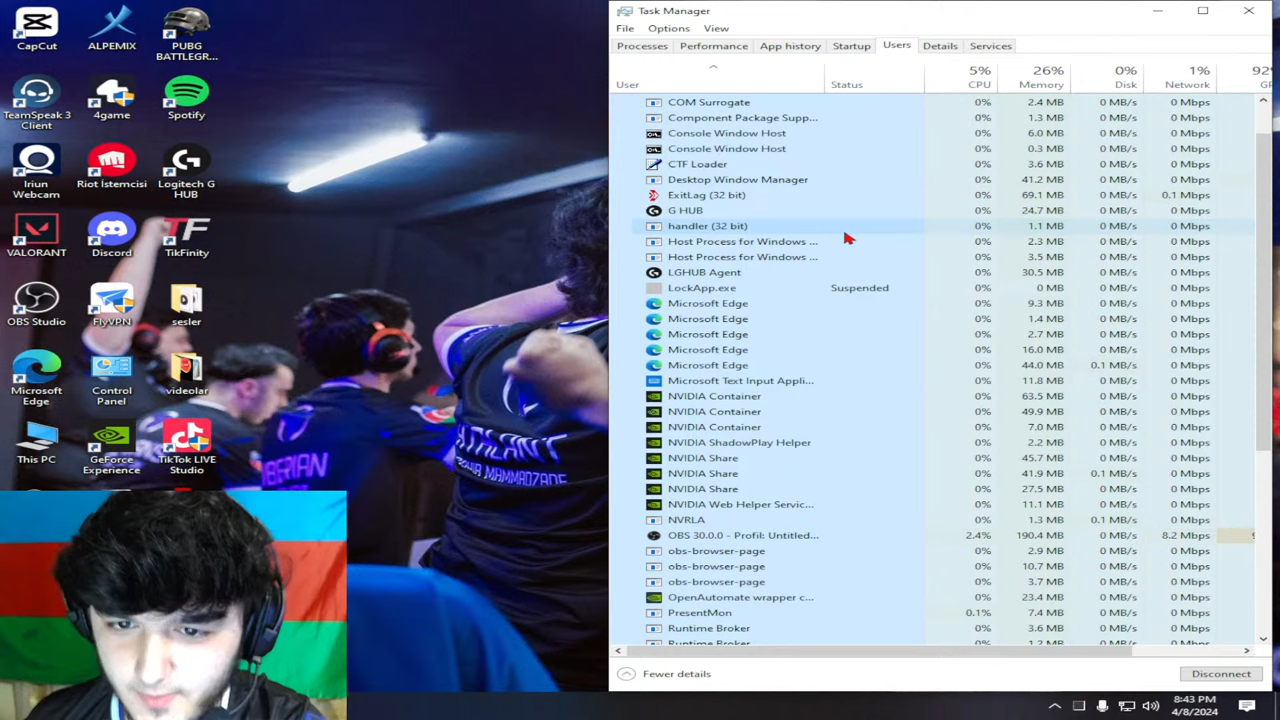 CapCut
ALPEMIX
PUBG
BATTLEGR...
TeamSpeak 3
Client
4game
Spotify
Iriun
Webcam
Riot İstemcisi
Logitech G
HUB
VALORANT
Discord
TikFinity
OBS Studio
FlyVPN
sesler
Microsoft
Edge
Control
Panel
videolar
This PC
GeForce
Experience
TikTok LIVE
Studio
Task Manager
File Options View
Processes Performance App history Startup Users Details Services
5% 26% 0% 1% 92%
User Status CPU Memory Disk Network
COM Surrogate 0% 2.4 MB 0 MB/s 0 Mbps
Component Package Supp... 0% 1.3 MB 0 MB/s 0 Mbps
Console Window Host 0% 6.0 MB 0 MB/s 0 Mbps
Console Window Host 0% 0.3 MB 0 MB/s 0 Mbps
CTF Loader 0% 3.6 MB 0 MB/s 0 Mbps
Desktop Window Manager 0% 41.2 MB 0 MB/s 0 Mbps
ExitLag (32 bit) 0% 69.1 MB 0 MB/s 0.1 Mbps
G HUB 0% 24.7 MB 0 MB/s 0 Mbps
handler (32 bit) 0% 1.1 MB 0 MB/s 0 Mbps
Host Process for Windows ... 0% 2.3 MB 0 MB/s 0 Mbps
Host Process for Windows ... 0% 3.5 MB 0 MB/s 0 Mbps
LGHUB Agent 0% 30.5 MB 0 MB/s 0 Mbps
LockApp.exe Suspended 0% 0 MB 0 MB/s 0 Mbps
Microsoft Edge 0% 9.3 MB 0 MB/s 0 Mbps
Microsoft Edge 0% 1.4 MB 0 MB/s 0 Mbps
Microsoft Edge 0% 2.7 MB 0 MB/s 0 Mbps
Microsoft Edge 0% 16.0 MB 0 MB/s 0 Mbps
Microsoft Edge 0% 44.0 MB 0.1 MB/s 0 Mbps
Microsoft Text Input Appli... 0% 11.8 MB 0 MB/s 0 Mbps
NVIDIA Container 0% 63.5 MB 0 MB/s 0 Mbps
NVIDIA Container 0% 49.9 MB 0 MB/s 0 Mbps
NVIDIA Container 0% 7.0 MB 0 MB/s 0 Mbps
NVIDIA ShadowPlay Helper 0% 2.2 MB 0 MB/s 0 Mbps
NVIDIA Share 0% 45.7 MB 0 MB/s 0 Mbps
NVIDIA Share 0% 41.9 MB 0.1 MB/s 0 Mbps
NVIDIA Share 0% 27.5 MB 0 MB/s 0 Mbps
NVIDIA Web Helper Servic... 0% 11.1 MB 0 MB/s 0 Mbps
NVRLA 0% 1.3 MB 0.1 MB/s 0 Mbps
OBS 30.0.0 - Profil: Untitled... 2.4% 190.4 MB 0 MB/s 8.2 Mbps
obs-browser-page 0% 2.9 MB 0 MB/s 0 Mbps
obs-browser-page 0% 10.7 MB 0 MB/s 0 Mbps
obs-browser-page 0% 3.7 MB 0 MB/s 0 Mbps
OpenAutomate wrapper c... 0% 23.4 MB 0 MB/s 0 Mbps
PresentMon 0.1% 7.4 MB 0 MB/s 0 Mbps
Runtime Broker 0% 4.6 MB 0 MB/s 0 Mbps
Runtime Broker 0% 1.2 MB 0 MB/s 0 Mbps
Fewer details Disconnect
8:43 PM
4/8/2024